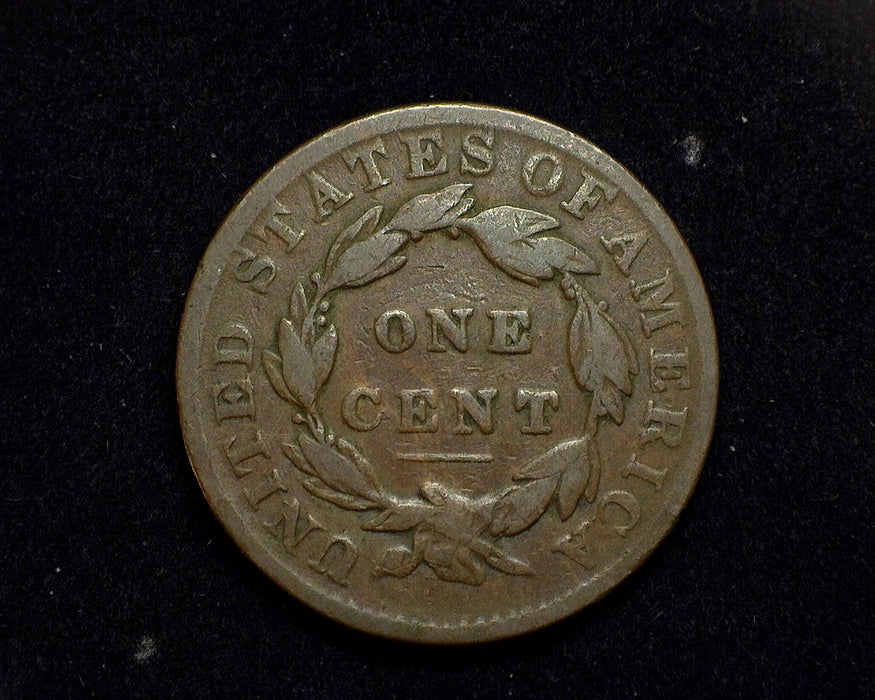 UNITED STATES OF AMERICA
ONE
CENT